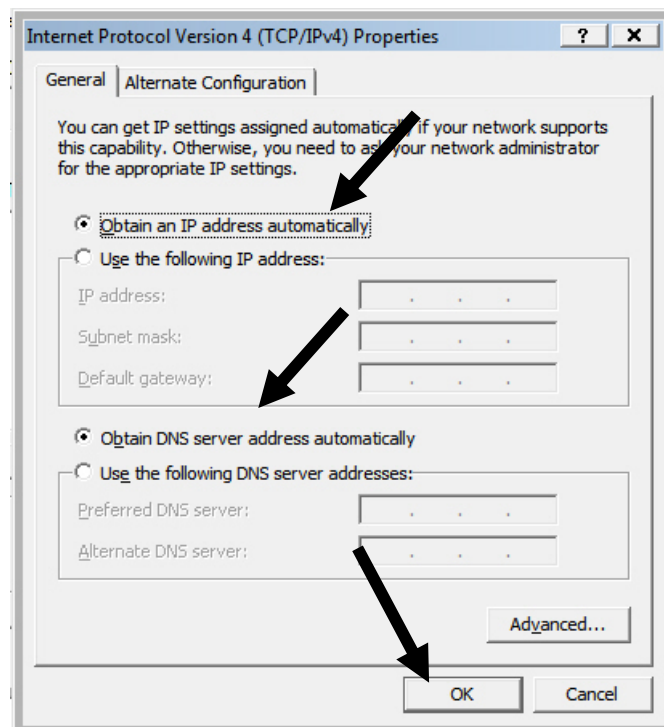 Internet Protocol Version 4 (TCP/IPv4) Properties
?
X
General
Alternate Configuration
You can get IP settings assigned automatically if your network supports
this capability. Otherwise, you need to ask your network administrator
for the appropriate IP settings.
Obtain an IP address automatically
Use the following IP address:
IP address:
Subnet mask:
Default gateway:
Obtain DNS server address automatically
Use the following DNS server addresses:
Preferred DNS server:
Alternate DNS server:
Advanced...
OK
Cancel